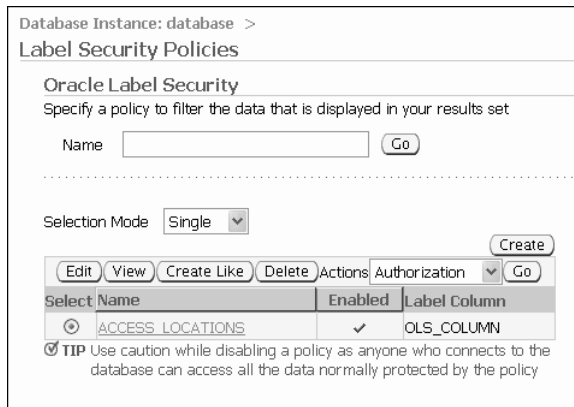 Database Instance: database >
Label Security Policies
Oracle Label Security
Specify a policy to filter the data that is displayed in your results set
Name Go
Selection Mode Single
Create
Edit View Create Like Delete Actions Authorization Go
Select Name Enabled Label Column
ACCESS LOCATIONS OLS_COLUMN
TIP Use caution while disabling a policy as anyone who connects to the
database can access all the data normally protected by the policy